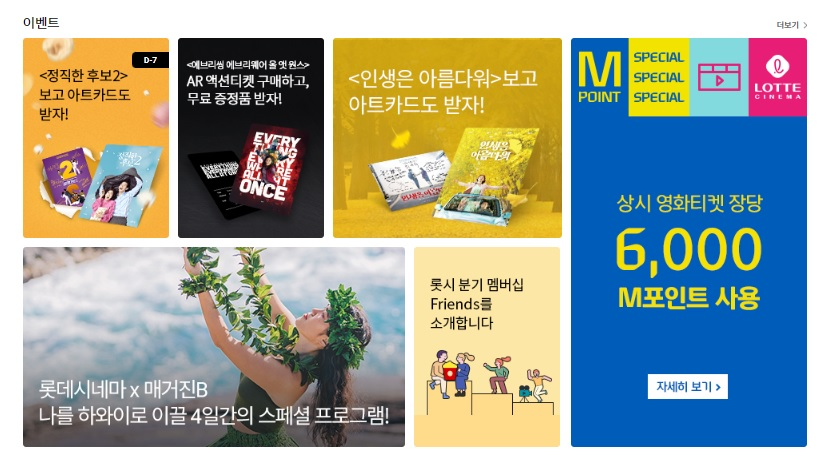 이벤트
더보기
D-7
<정직한 후보2>
보고 아트카드도
받자!
정직한
후보2
2
<에브리씽 에브리웨어 올 앳 원스>
AR 액션티켓 구매하고,
무료 증정품 받자!
EVERY
THING
EVERY
WHERE
ALL AT
ONCE
<인생은 아름다워>보고
아트카드도 받자!
인생은
아름다워
M
POINT
SPECIAL
SPECIAL
SPECIAL
LOTTE
CINEMA
상시 영화티켓 장당
6,000
M포인트 사용
자세히 보기
롯데시네마 x 매거진B
나를 하와이로 이끌 4일간의 스페셜 프로그램!
롯시 분기 멤버십
Friends를
소개합니다